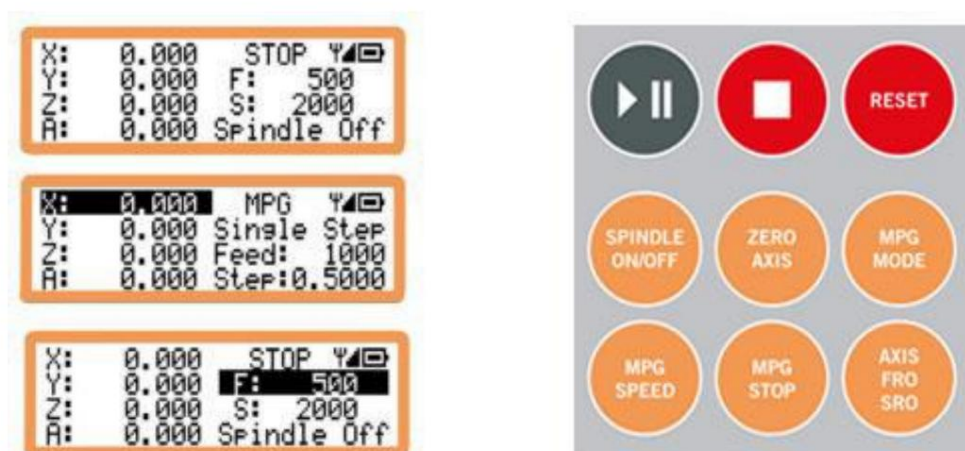 X: 0.000 STOP
Y: 0.000 F: 500
Z: 0.000 S: 2000
A: 0.000 Spindle Off
X: 0.000 MPG
Y: 0.000 Single Step
Z: 0.000 Feed: 1000
A: 0.000 Step:0.5000
X: 0.000 STOP
Y: 0.000 F: 500
Z: 0.000 S: 2000
A: 0.000 Spindle Off
RESET
SPINDLE
ON/OFF
ZERO
AXIS
MPG
MODE
MPG
SPEED
MPG
STOP
AXIS
FRO
SRO